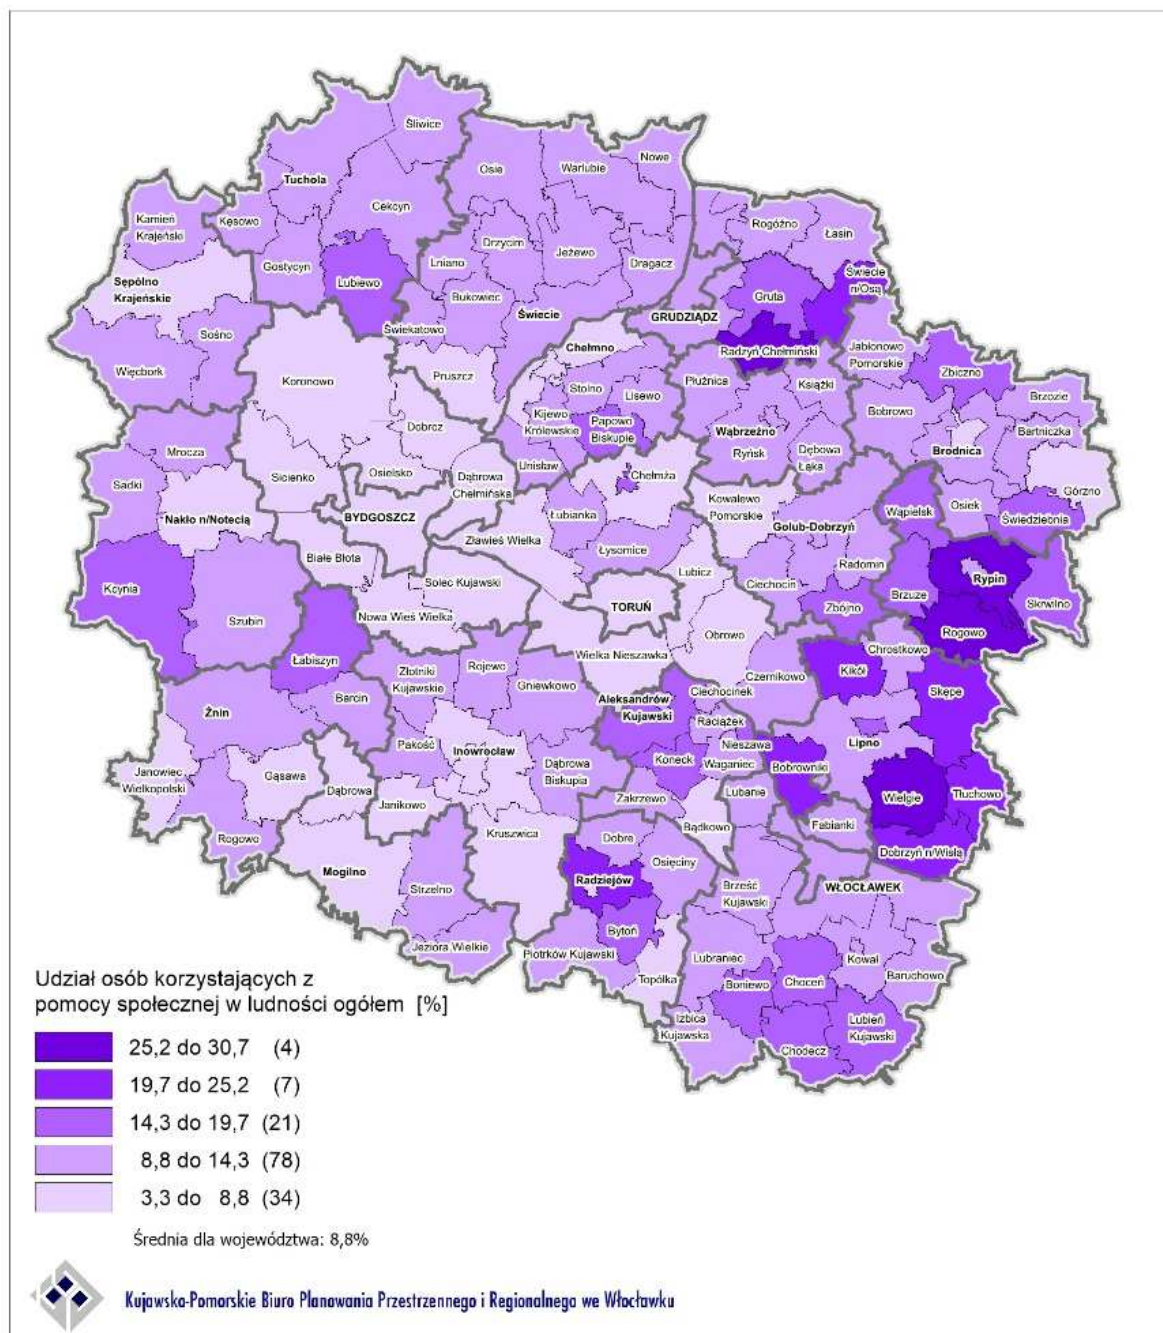 Śliwice
Nowe
Osie
Warlubie
Tuchola
Cekcyn
Kamień
Krajeński
Kęsowo
Rogóźno
Łasin
Drzycim
Jeżewo
Lniano
Dragacz
Gostycyn
Świecie
n/Osą
Sępólno
Krajeńskie
Lubiewo
Bukowiec
Gruta
Świecie
GRUDZIĄDZ
Świekatowo
Sośno
Chełmno
Radzyń Chełmiński
Jabłonowo
Pomorskie
Więcbork
Koronowo
Pruszcz
Stolno
Lisewo
Płużnica
Książki
Zbiczno
Brzozie
Bobrowo
Kijewo
Królewskie
Papowo
Biskupie
Dobrcz
Wąbrzeźno
Bartniczka
Mrocza
Ryńsk
Dębowa
Łąka
Brodnica
Sicienko
Osielsko
Unisław
Dąbrowa
Chełmińska
Chełmża
Sadki
Kowalewo
Pomorskie
Górzno
Nakło n/Notecią
BYDGOSZCZ
Łubianka
Golub-Dobrzyń
Wąpielsk
Osiek
Świedziebnia
Zławieś Wielka
Łysomice
Białe Błota
Lubicz
Radomin
Kcynia
Solec Kujawski
Ciechocin
Rypin
Brzuze
Skrwilno
TORUŃ
Zbójno
Szubin
Nowa Wieś Wielka
Obrowo
Rogowo
Chrostkowo
Łabiszyn
Wielka Nieszawka
Złotniki
Kujawskie
Rojewo
Kikół
Czernikowo
Gniewkowo
Ciechocinek
Skępe
Barcin
Aleksandrów
Kujawski
Żnin
Raciążek
Pakość
Inowrocław
Nieszawa
Lipno
Koneck
Waganiec
Dąbrowa
Biskupia
Bobrowniki
Janowiec
Wielkopolski
Gąsawa
Dąbrowa
Lubanie
Tłuchowo
Wielgie
Janikowo
Zakrzewo
Bądkowo
Fabianki
Kruszwica
Rogowo
Dobre
Dobrzyń n/Wisłą
Osięciny
Mogilno
Radziejów
Brześć
Kujawski
WŁOCŁAWEK
Strzelno
Bytoń
Jeziora Wielkie
Piotrków Kujawski
Lubraniec
Kowal
Topólka
Boniewo
Choceń
Baruchowo
Izbica
Kujawska
Lubień
Kujawski
Chodecz
Udział osób korzystających z
pomocy społecznej w ludności ogółem [%]
25,2 do 30,7 (4)
19,7 do 25,2 (7)
14,3 do 19,7 (21)
8,8 do 14,3 (78)
3,3 do 8,8 (34)
Średnia dla województwa: 8,8%
Kujawsko-Pomorskie Biuro Planowania Przestrzennego i Regionalnego we Włocławku